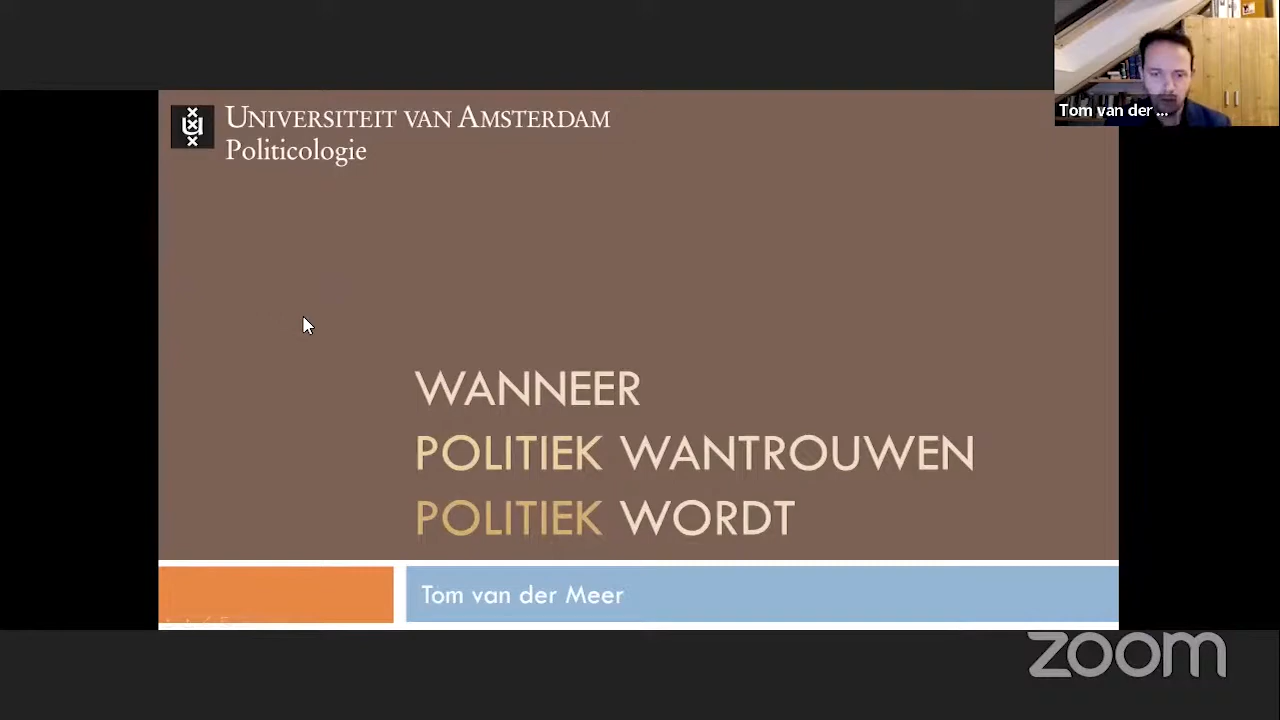 UNIVERSITEIT VAN AMSTERDAM
Politicologie
Tom van der ...
WANNEER
POLITIEK WANTROUWEN
POLITIEK WORDT
Tom van der Meer
zoom